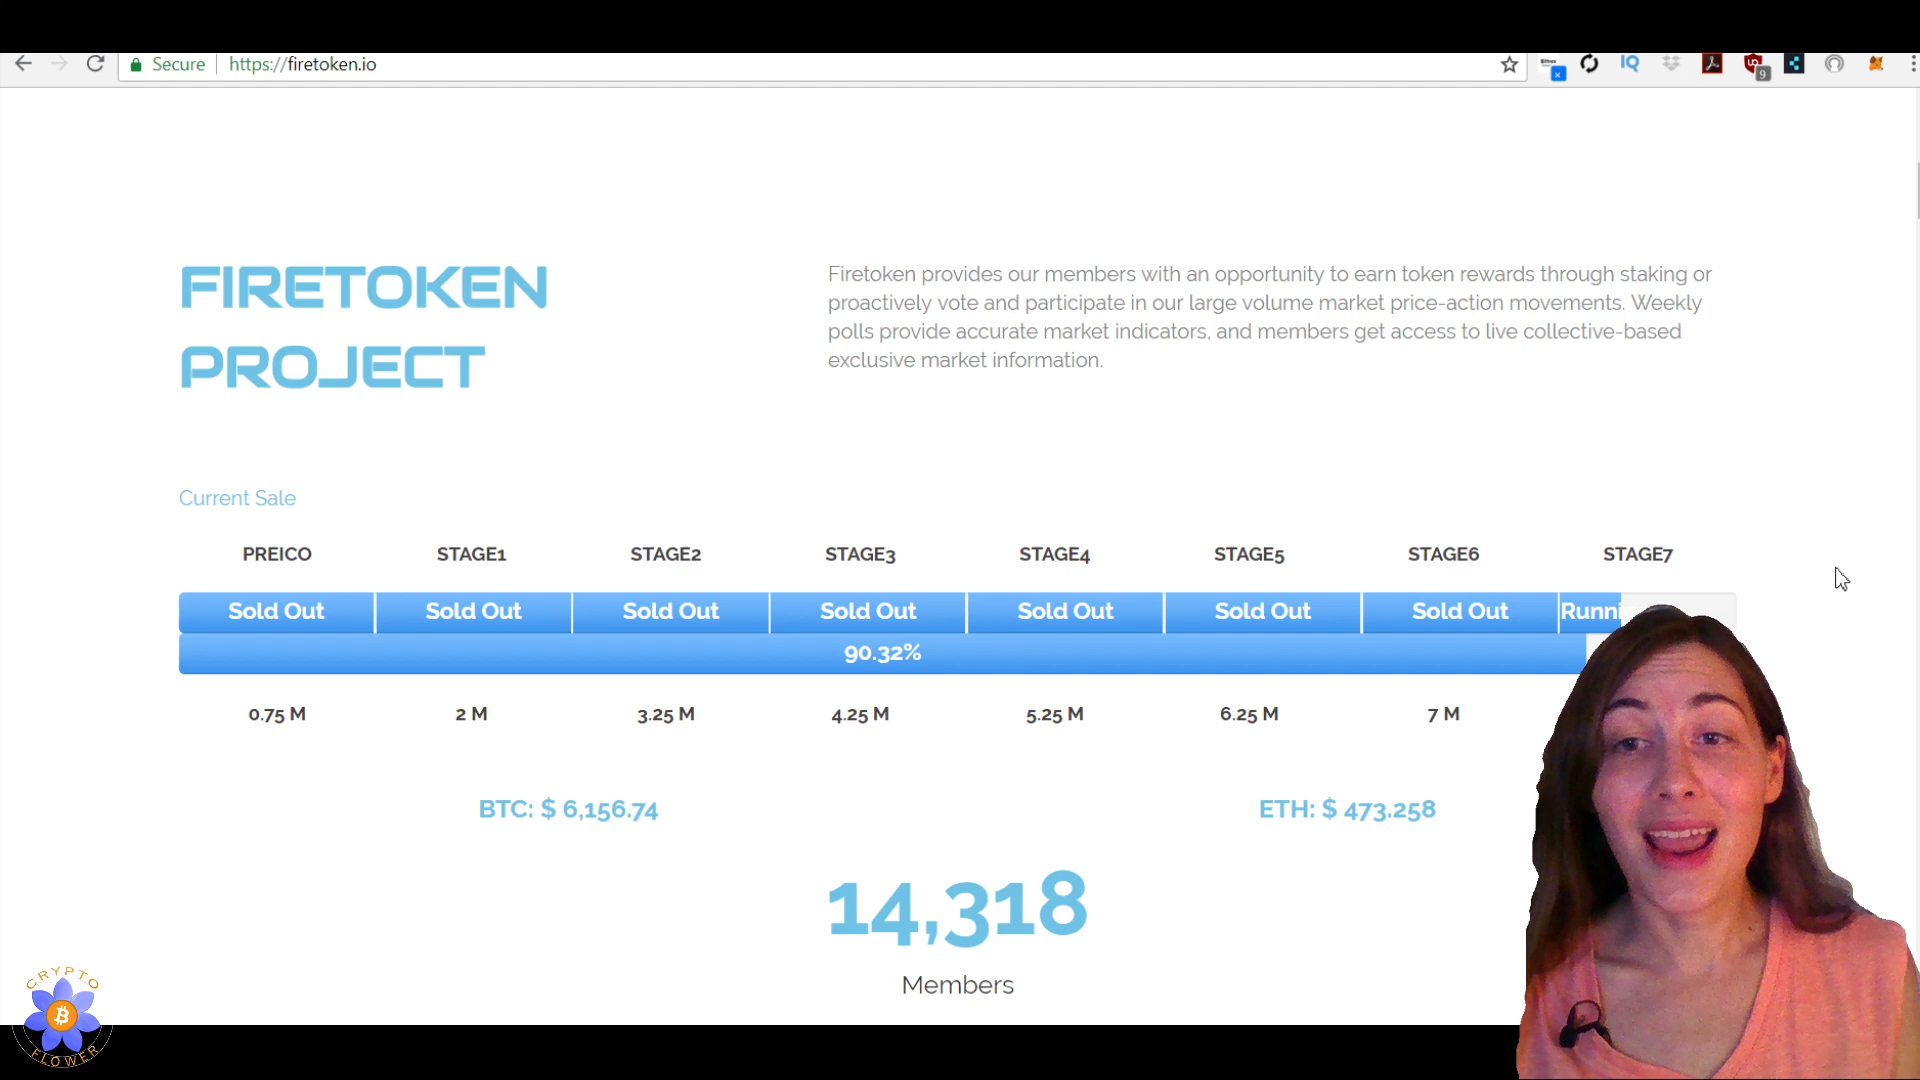 Secure https://firetoken.io
IQ
9
FIRETOKEN
PROJECT
Firetoken provides our members with an opportunity to earn token rewards through staking or
proactively vote and participate in our large volume market price-action movements. Weekly
polls provide accurate market indicators, and members get access to live collective-based
exclusive market information.
Current Sale
PREICO STAGE1 STAGE2 STAGE3 STAGE4 STAGE5 STAGE6 STAGE7
Sold Out Sold Out Sold Out Sold Out Sold Out Sold Out Sold Out
90.32%
0.75 M 2 M 3.25 M 4.25 M 5.25 M 6.25 M 7 M
BTC: $ 6,156.74 ETH: $ 473.258
14,318
Members
CRYPTO
FLOWER